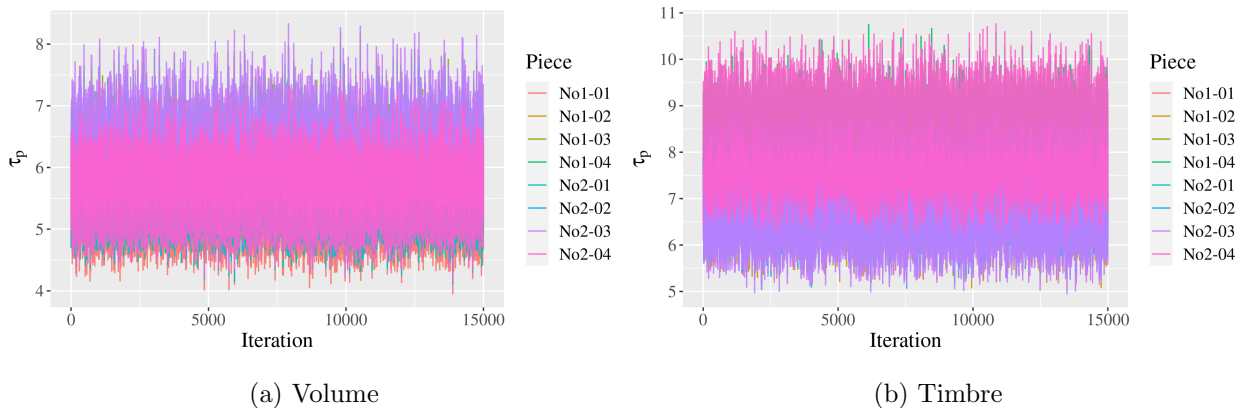 8
7
6
5
4
τp
0
5000
10000
15000
Iteration
Piece
No1-01
No1-02
No1-03
No1-04
No2-01
No2-02
No2-03
No2-04
(a) Volume
11
10
9
8
7
6
5
τp
0
5000
10000
15000
Iteration
Piece
No1-01
No1-02
No1-03
No1-04
No2-01
No2-02
No2-03
No2-04
(b) Timbre